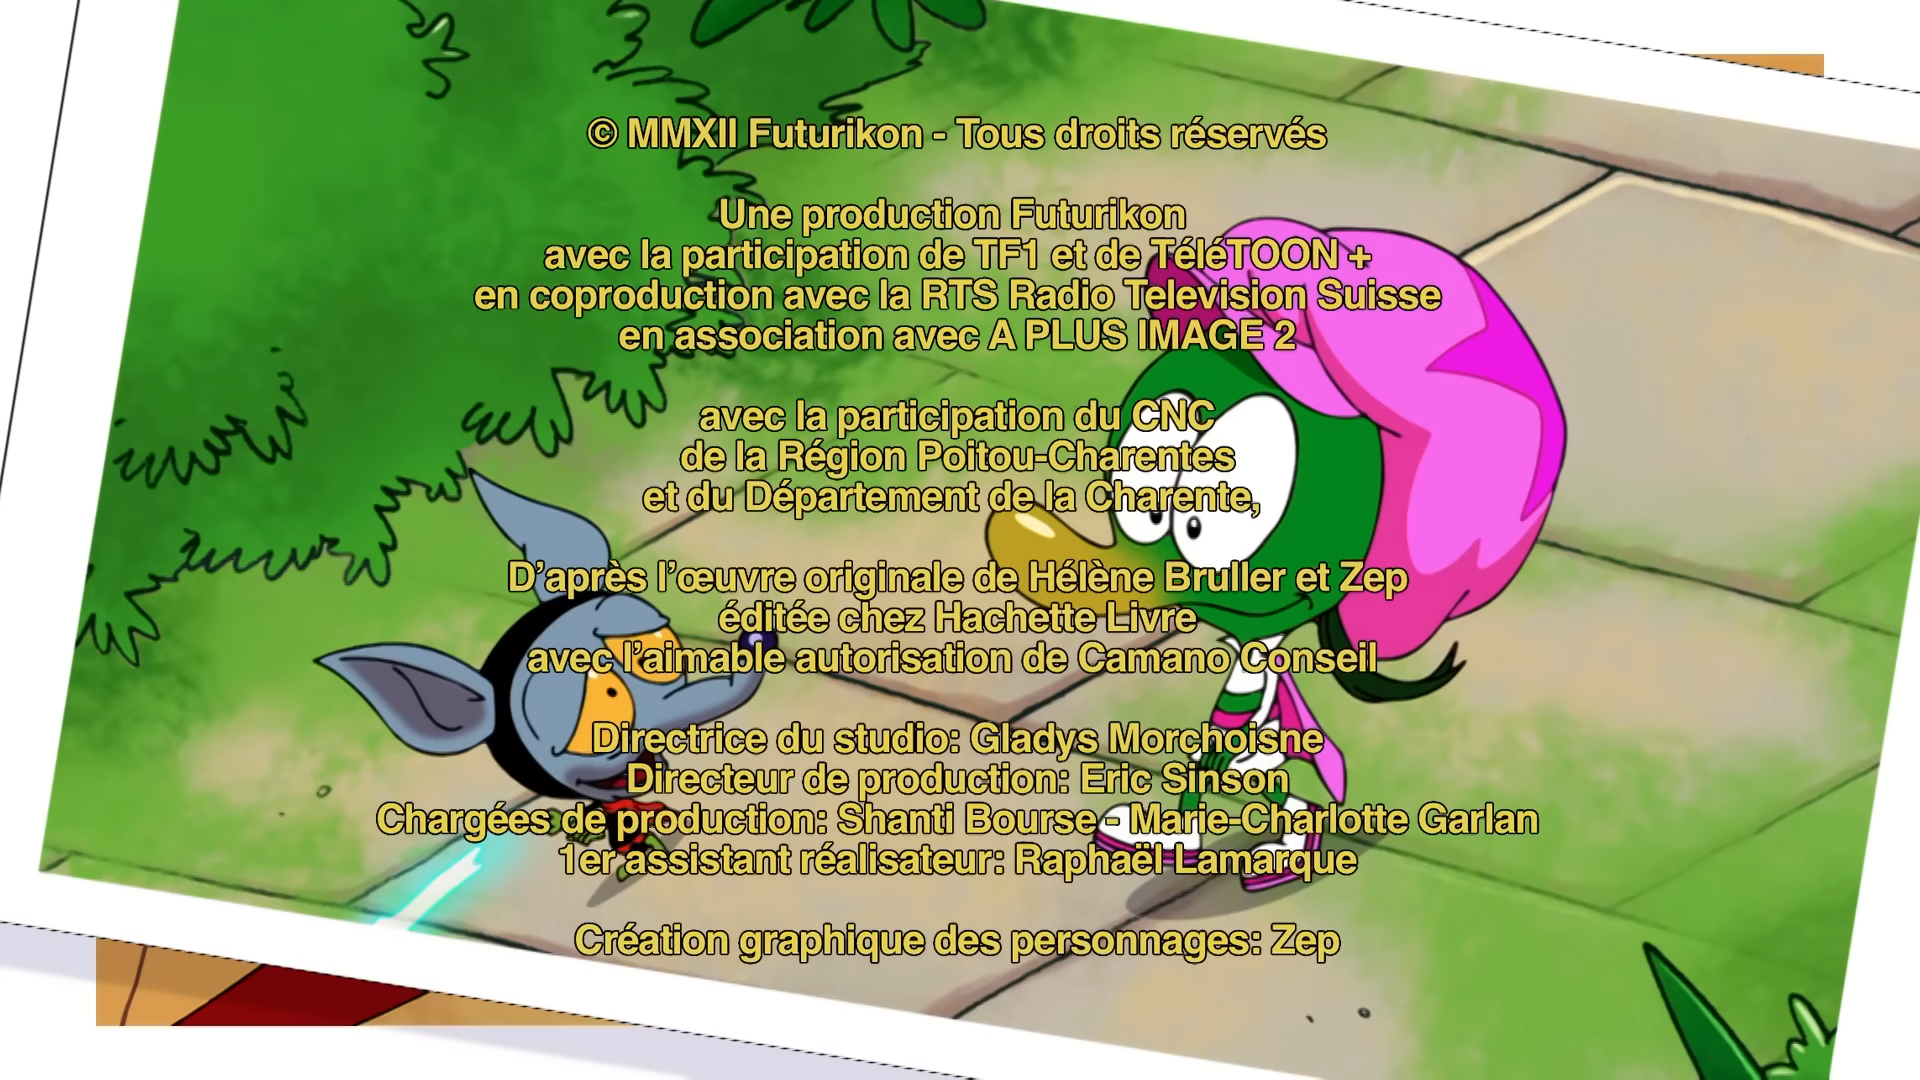 © MMXII Futurikon - Tous droits réservés
Une production Futurikon
avec la participation de TF1 et de TéléTOON +
en coproduction avec la RTS Radio Television Suisse
en association avec A PLUS IMAGE 2
avec la participation du CNC
de la Région Poitou-Charentes
et du Département de la Charente,
D’après l’œuvre originale de Hélène Bruller et Zep
éditée chez Hachette Livre
avec l’aimable autorisation de Camano Conseil
Directrice du studio: Gladys Morchoisne
Directeur de production: Eric Sinson
Chargées de production: Shanti Bourse - Marie-Charlotte Garlan
1er assistant réalisateur: Raphaël Lamarque
Création graphique des personnages: Zep